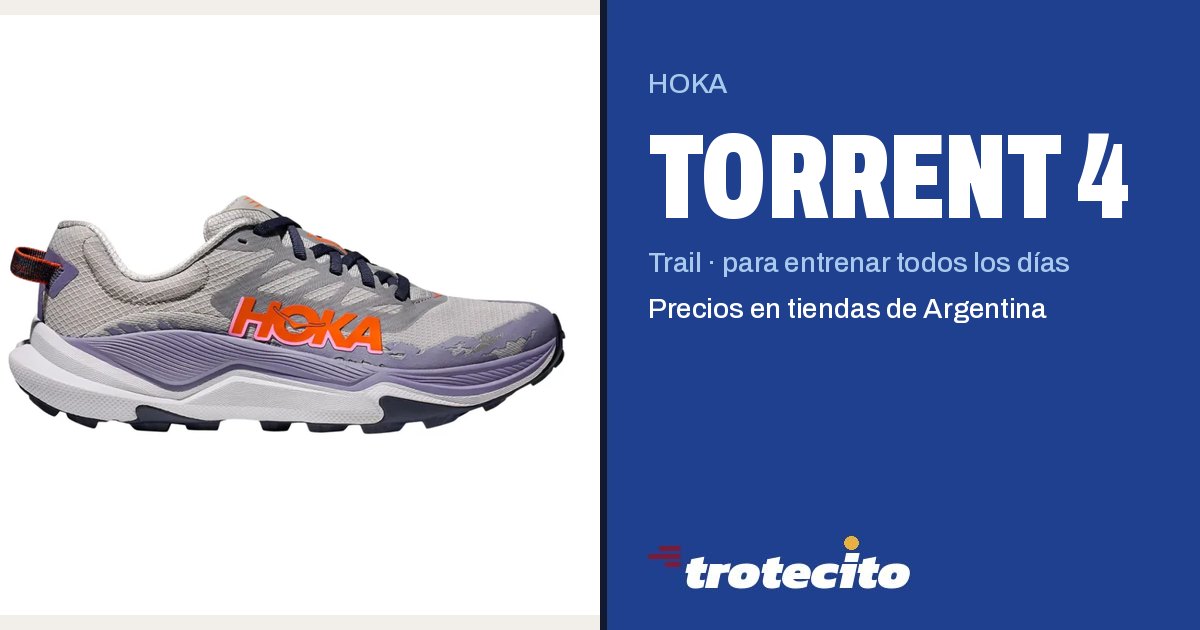 HOKA
HOKA
TORRENT 4
Trail · para entrenar todos los días
Precios en tiendas de Argentina
trotecito